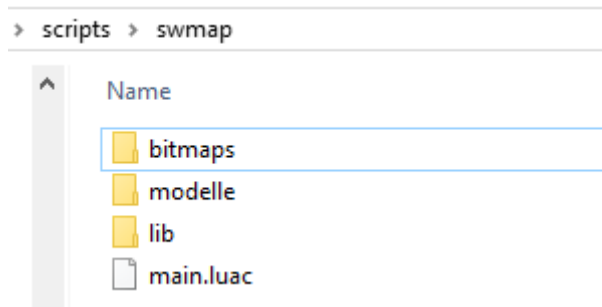 > scripts > swmap
Name
bitmaps
modelle
lib
main.luac